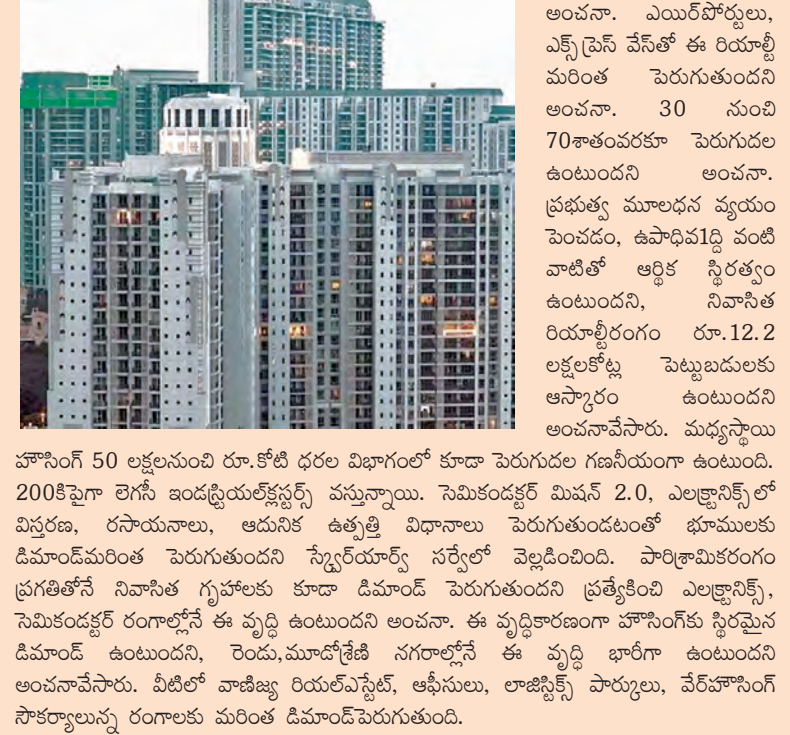 అంచనా. ఎయిర్‌పోర్టులు,
ఎక్స్‌ప్రెస్ వేస్‌తో ఈ రియాల్టీ
మరింత పెరుగుతుందని
అంచనా. 30 నుంచి
70శాతంవరకూ పెరుగుదల
ఉంటుందని అంచనా.
ప్రభుత్వ మూలధన వ్యయం
పెంచడం, ఉపాధివ1ద్ది వంటి
వాటితో ఆర్థిక స్థిరత్వం
ఉంటుందని, నివాసిత
రియాల్టీరంగం రూ.12.2
లక్షలకోట్ల పెట్టుబడులకు
ఆస్కారం ఉంటుందని
అంచనావేసారు. మధ్యస్థాయి
హౌసింగ్ 50 లక్షలనుంచి రూ.కోటి ధరల విభాగంలో కూడా పెరుగుదల గణనీయంగా ఉంటుంది.
200కిపైగా లెగసీ ఇండస్ట్రియల్‌క్లస్టర్స్ వస్తున్నాయి. సెమికండక్టర్ మిషన్ 2.0, ఎలక్ట్రానిక్స్‌లో
విస్తరణ, రసాయనాలు, ఆదునిక ఉత్పత్తి విధానాలు పెరుగుతుండటంతో భూములకు
డిమాండ్‌మరింత పెరుగుతుందని స్క్వేర్‌యార్వ్ సర్వేలో వెల్లడించింది. పారిశ్రామికరంగం
ప్రగతితోనే నివాసిత గృహాలకు కూడా డిమాండ్ పెరుగుతుందని ప్రత్యేకించి ఎలక్ట్రానిక్స్,
సెమికండక్టర్ రంగాల్లోనే ఈ వృద్ధి ఉంటుందని అంచనా. ఈ వృద్ధికారణంగా హౌసింగ్‌కు స్థిరమైన
డిమాండ్ ఉంటుందని, రెండు,మూడోశ్రేణి నగరాల్లోనే ఈ వృద్ధి భారీగా ఉంటుందని
అంచనావేసారు. వీటిలో వాణిజ్య రియల్‌ఎస్టేట్, ఆఫీసులు, లాజిస్టిక్స్ పార్కులు, వేర్‌హౌసింగ్
సౌకర్యాలున్న రంగాలకు మరింత డిమాండ్‌పెరుగుతుంది.